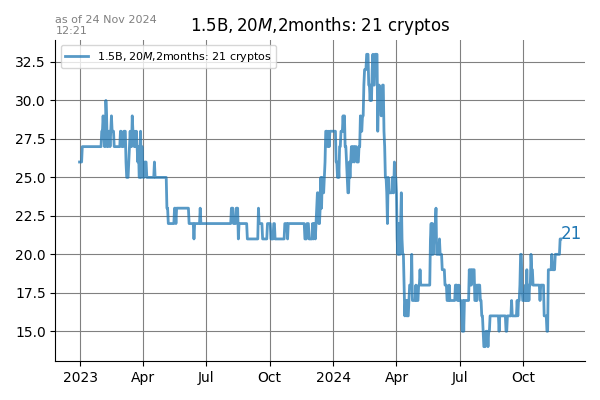 as of 24 Nov 2024
12:21
1.5B, 20M,2months: 21 cryptos
1.5B, 20M,2months: 21 cryptos
32.5
30.0
27.5
25.0
22.5
20.0
17.5
15.0
21
2023 Apr Jul Oct 2024 Apr Jul Oct